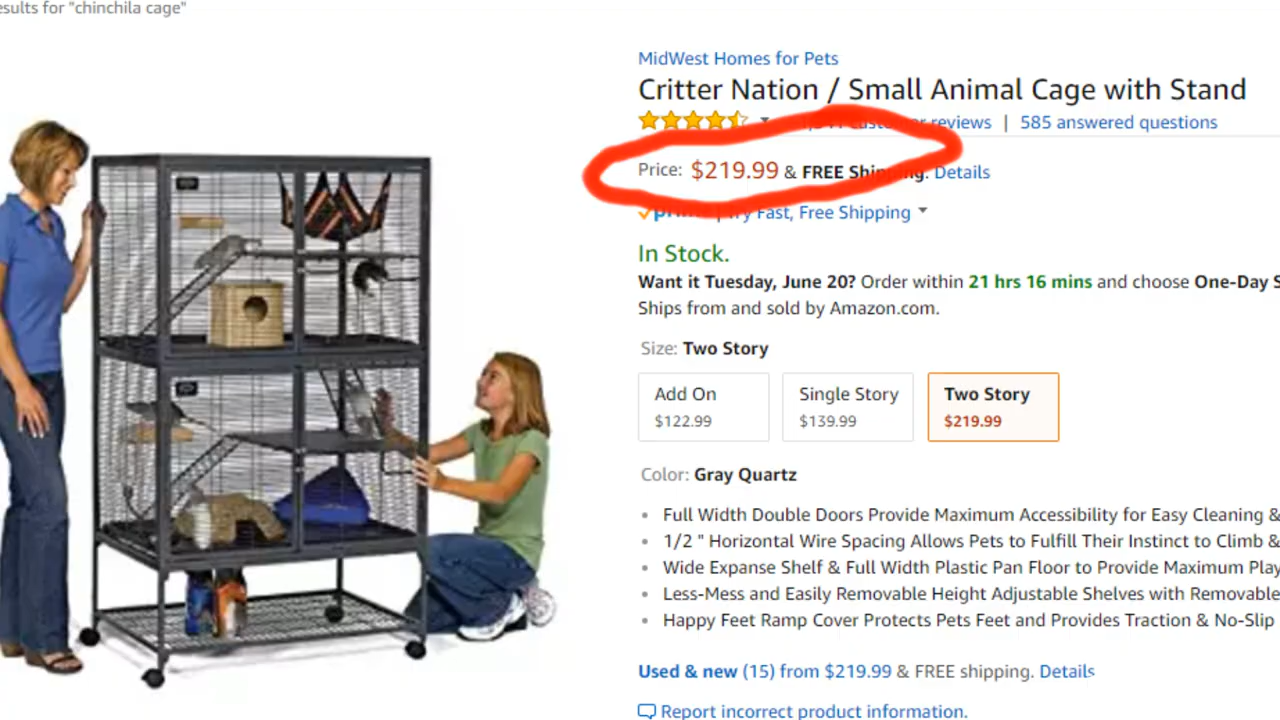 esults for "chinchila cage"
MidWest Homes for Pets
Critter Nation / Small Animal Cage with Stand
reviews | 585 answered questions
Price: $219.99 & FREE Shipping. Details
Try Fast, Free Shipping
In Stock.
Want it Tuesday, June 20? Order within 21 hrs 16 mins and choose One-Day S
Ships from and sold by Amazon.com.
Size: Two Story
Add On Single Story Two Story
$122.99 $139.99 $219.99
Color: Gray Quartz
Full Width Double Doors Provide Maximum Accessibility for Easy Cleaning &
1/2 " Horizontal Wire Spacing Allows Pets to Fulfill Their Instinct to Climb &
Wide Expanse Shelf & Full Width Plastic Pan Floor to Provide Maximum Play
Less-Mess and Easily Removable Height Adjustable Shelves with Removable
Happy Feet Ramp Cover Protects Pets Feet and Provides Traction & No-Slip
Used & new (15) from $219.99 & FREE shipping. Details
Report incorrect product information.